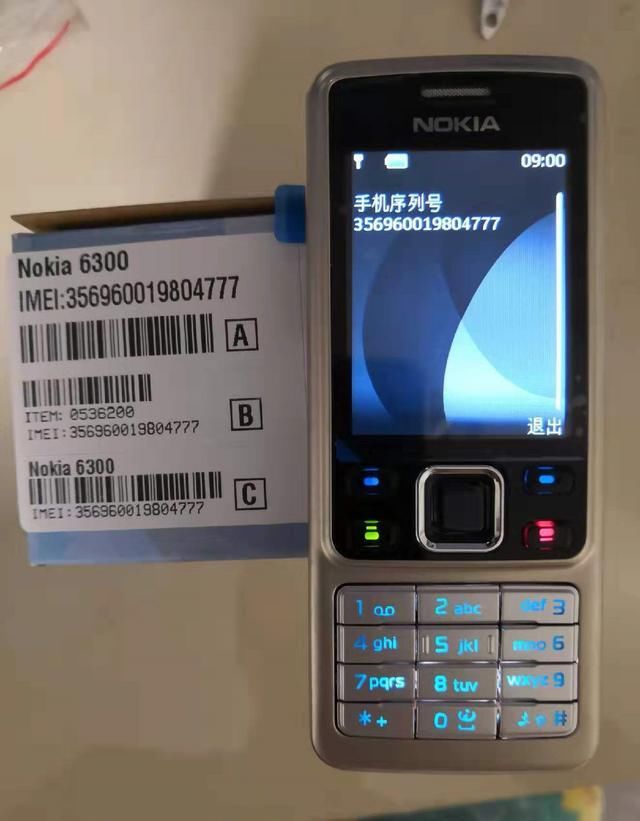 Nokia 6300
IMEI:356960019804777
A
ITEM: 0536200
IMEI:356960019804777
B
Nokia 6300
IMEI:356960019804777
C
NOKIA
09:00
手机序列号
356960019804777
退出
1
2 abc
def 3
4 ghi
5 jkl
mno 6
7 pqrs
8 tuv
wxyz 9
* +
0
#